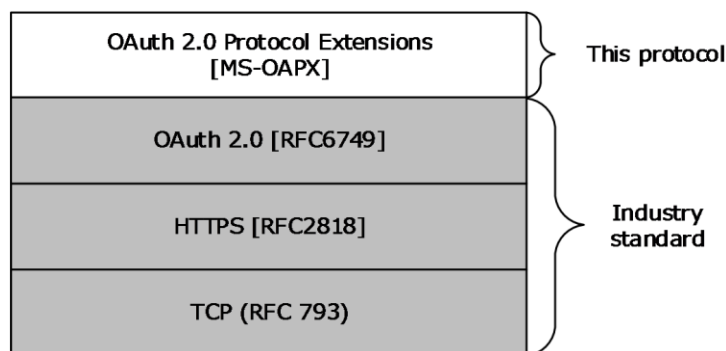 OAuth 2.0 Protocol Extensions
[MS-OAPX]
This protocol
OAuth 2.0 [RFC6749]
HTTPS [RFC2818]
Industry
standard
TCP (RFC 793)